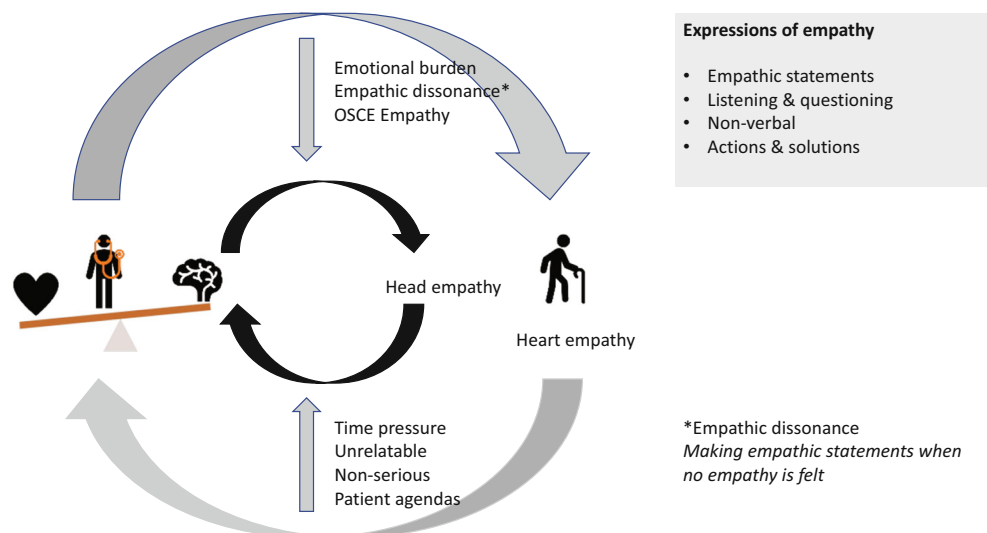 Expressions of empathy
• Empathic statements
• Listening & questioning
• Non-verbal
• Actions & solutions
Emotional burden
Empathic dissonance*
OSCE Empathy
Head empathy
Heart empathy
Time pressure
Unrelatable
Non-serious
Patient agendas
*Empathic dissonance
Making empathic statements when
no empathy is felt